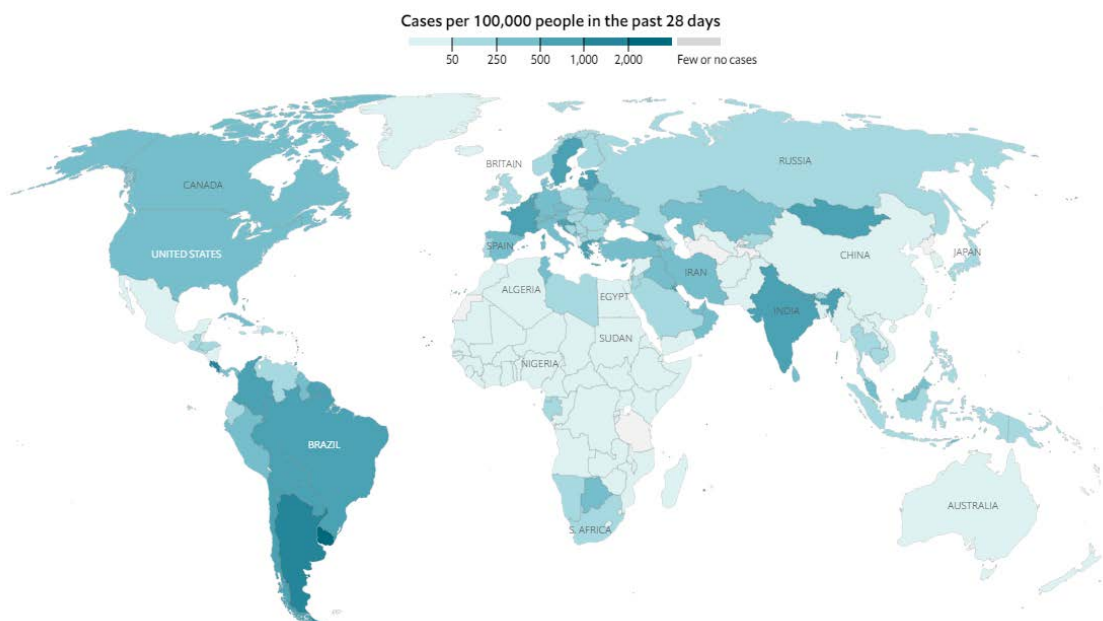 Cases per 100,000 people in the past 28 days
50 250 500 1,000 2,000 Few or no cases
BRITAIN
RUSSIA
CANADA
UNITED STATES
SPAIN
CHINA
JAPAN
IRAN
ALGERIA
EGYPT
INDIA
SUDAN
NIGERIA
BRAZIL
AUSTRALIA
S. AFRICA